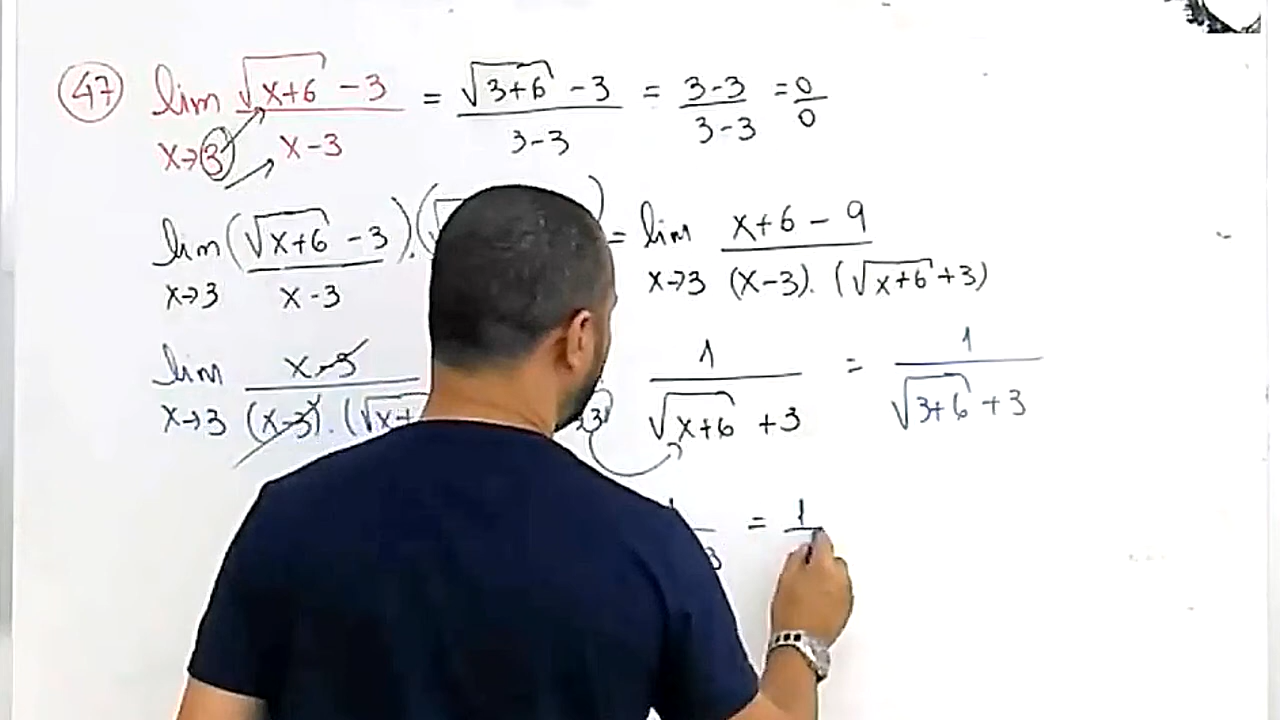 47 lim x→3 (√(x+6) - 3)/(x-3) = (√(3+6) - 3)/(3-3) = (3-3)/(3-3) = 0/0
lim x→3 (√(x+6) - 3)/(x-3) . (√ ) = lim x→3 (x+6-9)/((x-3).(√(x+6)+3))
lim x→3 (x-3)/((x-3).(√x+ 3 1/(√(x+6)+3) = 1/(√(3+6)+3)
1/3 = 1/